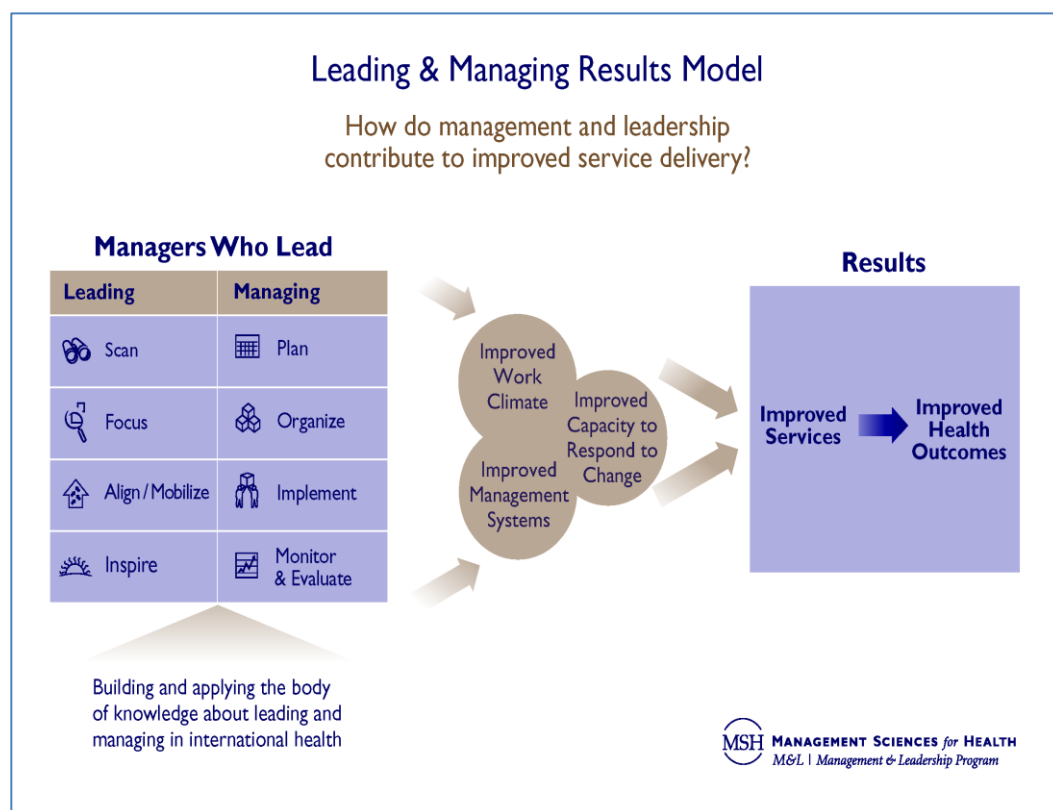 Leading & Managing Results Model
How do management and leadership
contribute to improved service delivery?
Managers Who Lead
Leading
Managing
Scan
Plan
Focus
Organize
Align / Mobilize
Implement
Inspire
Monitor
& Evaluate
Building and applying the body
of knowledge about leading and
managing in international health
Improved
Work
Climate
Improved
Capacity to
Respond to
Change
Improved
Management
Systems
Results
Improved
Services
Improved
Health
Outcomes
MSH
MANAGEMENT SCIENCES for HEALTH
M&L | Management & Leadership Program